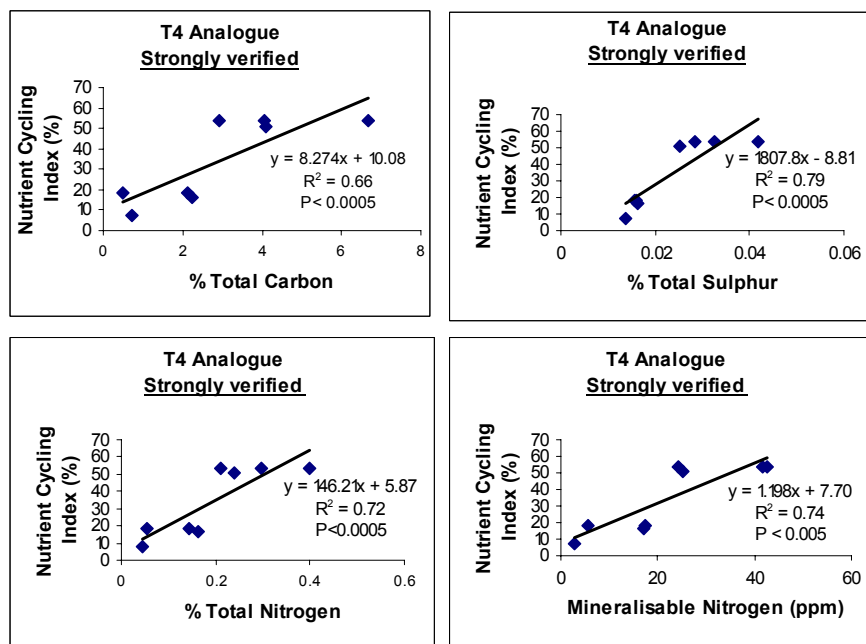 T4 Analogue
Strongly verified
Nutrient Cycling
Index (%)
70
60
50
40
30
20
10
0
y = 8.274x + 10.08
R² = 0.66
P< 0.0005
0 2 4 6 8
% Total Carbon
T4 Analogue
Strongly verified
Nutrient Cycling
Index (%)
70
60
50
40
30
20
10
0
y = 1807.8x - 8.81
R² = 0.79
P< 0.0005
0 0.02 0.04 0.06
% Total Sulphur
T4 Analogue
Strongly verified
Nutrient Cycling
Index (%)
70
60
50
40
30
20
10
0
y = 146.21x + 5.87
R² = 0.72
P<0.0005
0 0.2 0.4 0.6
% Total Nitrogen
T4 Analogue
Strongly verified
Nutrient Cycling
Index (%)
70
60
50
40
30
20
10
0
y = 1.198x + 7.70
R² = 0.74
P < 0.005
0 20 40 60
Mineralisable Nitrogen (ppm)